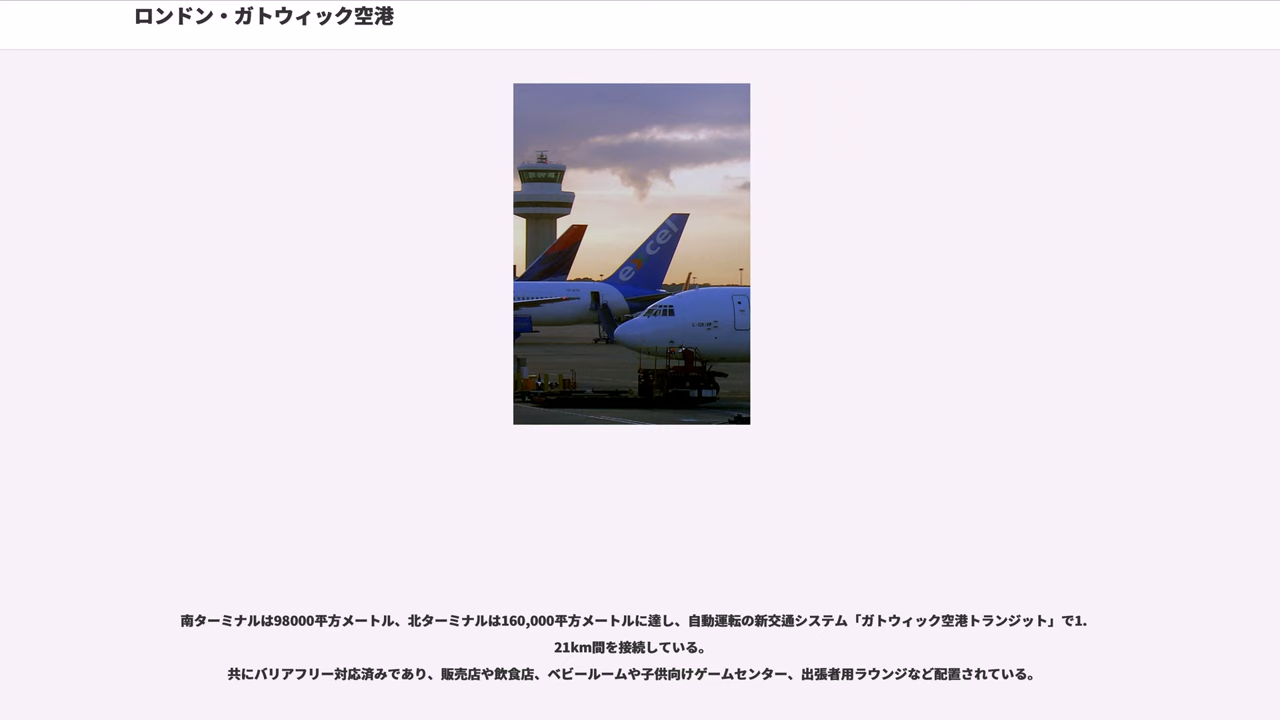 ロンドン・ガトウィック空港
excel
南ターミナルは98000平方メートル、北ターミナルは160,000平方メートルに達し、自動運転の新交通システム「ガトウィック空港トランジット」で1.
21km間を接続している。
共にバリアフリー対応済みであり、販売店や飲食店、ベビールームや子供向けゲームセンター、出張者用ラウンジなど配置されている。